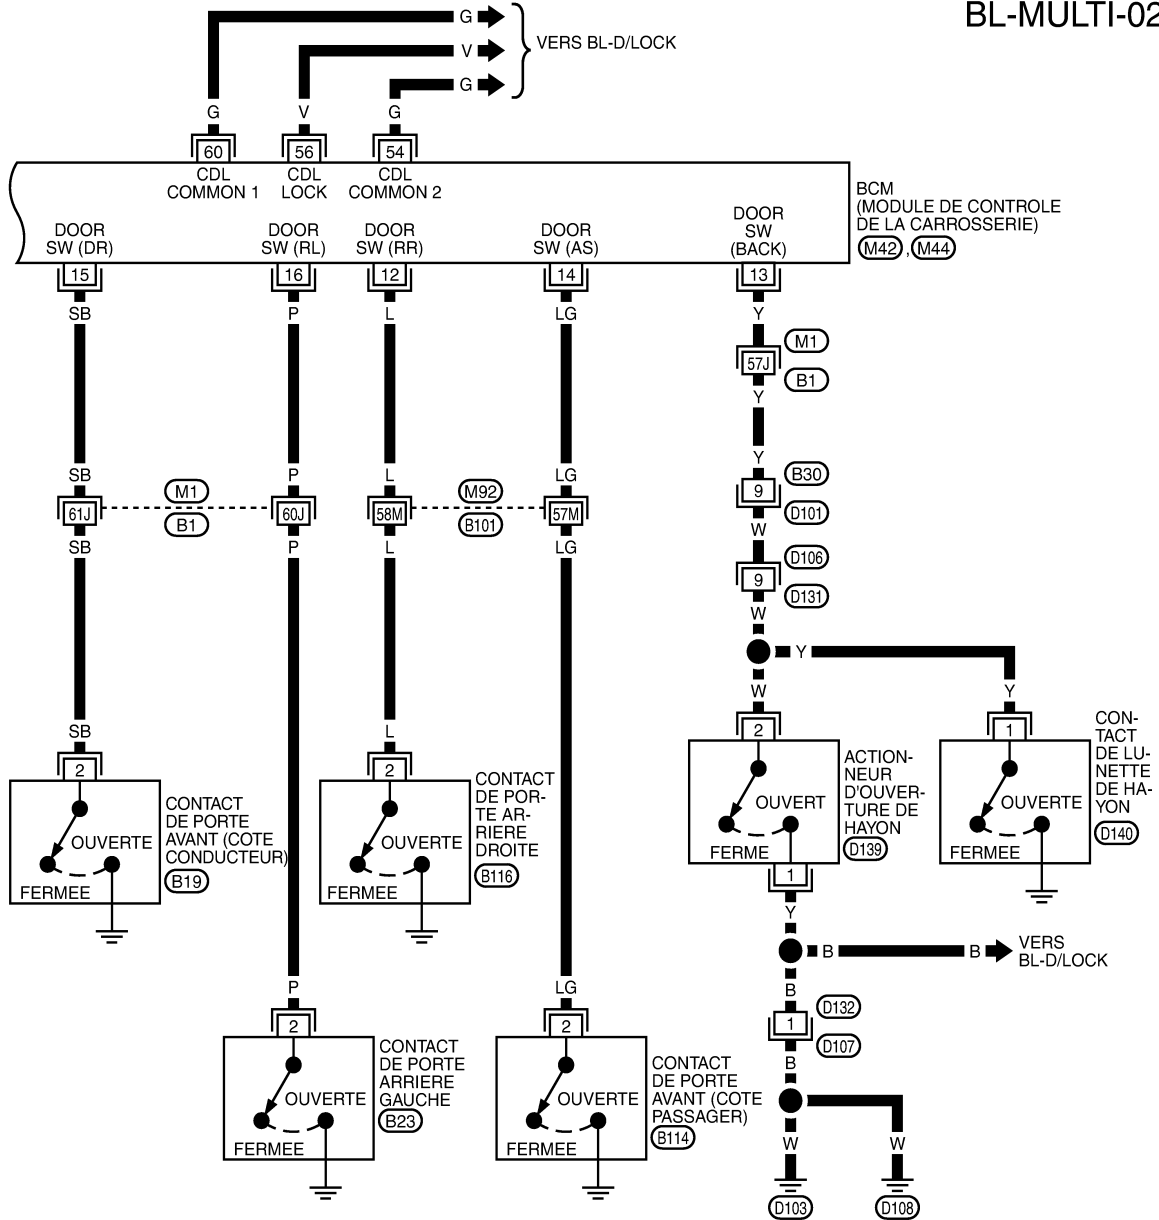 BL-MULTI-02
G
V
G
VERS BL-D/LOCK
G
V
G
60
56
54
CDL
COMMON 1
CDL
LOCK
CDL
COMMON 2
BCM
(MODULE DE CONTROLE
DE LA CARROSSERIE)
M42 , M44
DOOR
SW (DR)
DOOR
SW (RL)
DOOR
SW (RR)
DOOR
SW (AS)
DOOR
SW
(BACK)
15
16
12
14
13
SB
P
L
LG
Y
57J
M1
B1
Y
Y
SB
P
L
LG
61J
M1
B1
60J
58M
M92
B101
57M
9
B30
D101
SB
P
L
LG
W
9
D106
D131
W
Y
W
Y
SB
L
2
2
2
1
CONTACT
DE PORTE
AVANT (COTE
CONDUCTEUR)
B19
OUVERTE
FERMEE
CONTACT
DE POR-
TE AR-
RIERE
DROITE
B116
OUVERTE
FERMEE
ACTION-
NEUR
D'OUVER-
TURE DE
HAYON
D139
OUVERT
FERME
CON-
TACT
DE LU-
NETTE
DE HA-
YON
D140
OUVERTE
FERMEE
1
Y
B
B
VERS
BL-D/LOCK
P
LG
B
2
2
1
D132
D107
CONTACT
DE PORTE
ARRIERE
GAUCHE
B23
OUVERTE
FERMEE
CONTACT
DE PORTE
AVANT (COTE
PASSAGER)
B114
OUVERTE
FERMEE
B
W
W
D103
D108